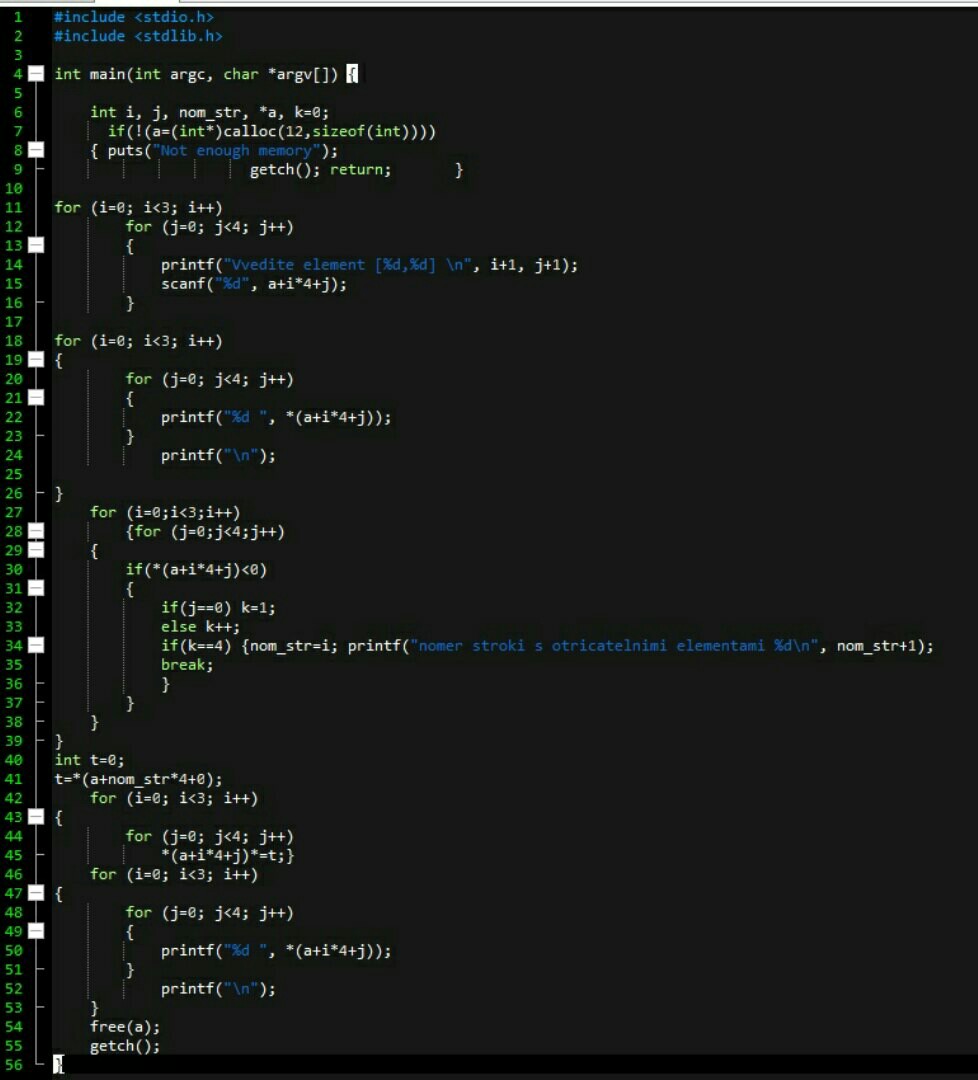 1 #include <stdio.h>
2 #include <stdlib.h>
3
4 int main(int argc, char *argv[]) {
5
6 int i, j, nom_str, *a, k=0;
7 if(!(a=(int*)calloc(12,sizeof(int))))
8 { puts("Not enough memory");
9 getch(); return; }
10
11 for (i=0; i<3; i++)
12 for (j=0; j<4; j++)
13 {
14 printf("Vvedite element [%d,%d] \n", i+1, j+1);
15 scanf("%d", a+i*4+j);
16 }
17
18 for (i=0; i<3; i++)
19 {
20 for (j=0; j<4; j++)
21 {
22 printf("%d ", *(a+i*4+j));
23 }
24 printf("\n");
25
26 }
27 for (i=0;i<3;i++)
28 {for (j=0;j<4;j++)
29 {
30 if(*(a+i*4+j)<0)
31 {
32 if(j==0) k=1;
33 else k++;
34 if(k==4) {nom_str=i; printf("nomer stroki s otricatelnimi elementami %d\n", nom_str+1);
35 break;
36 }
37 }
38 }
39 }
40 int t=0;
41 t=*(a+nom_str*4+0);
42 for (i=0; i<3; i++)
43 {
44 for (j=0; j<4; j++)
45 *(a+i*4+j)*=t;}
46 for (i=0; i<3; i++)
47 {
48 for (j=0; j<4; j++)
49 {
50 printf("%d ", *(a+i*4+j));
51 }
52 printf("\n");
53 }
54 free(a);
55 getch();
56 }